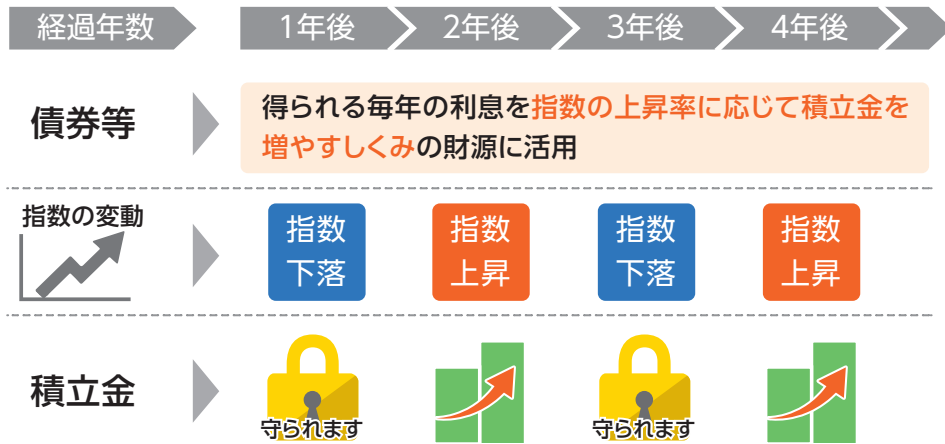 経過年数
1年後
2年後
3年後
4年後
債券等
得られる毎年の利息を指数の上昇率に応じて積立金を
増やすしくみの財源に活用
指数の変動
指数
下落
指数
上昇
指数
下落
指数
上昇
積立金
守られます
守られます